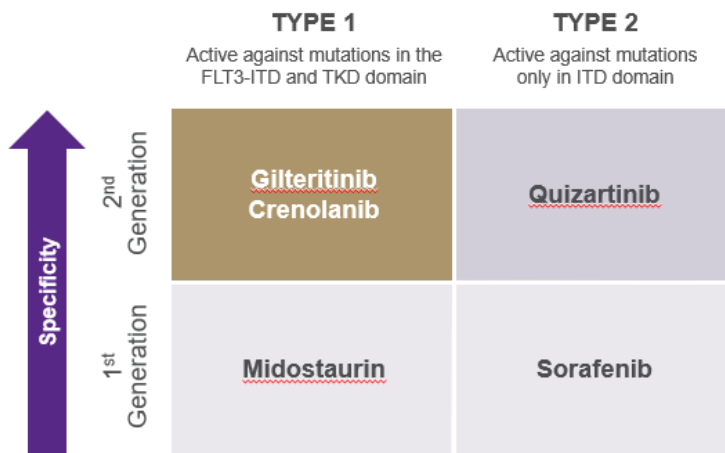 TYPE 1
Active against mutations in the
FLT3-ITD and TKD domain
TYPE 2
Active against mutations
only in ITD domain
Specificity
2nd
Generation
Gilteritinib
Crenolanib
Quizartinib
1st
Generation
Midostaurin
Sorafenib